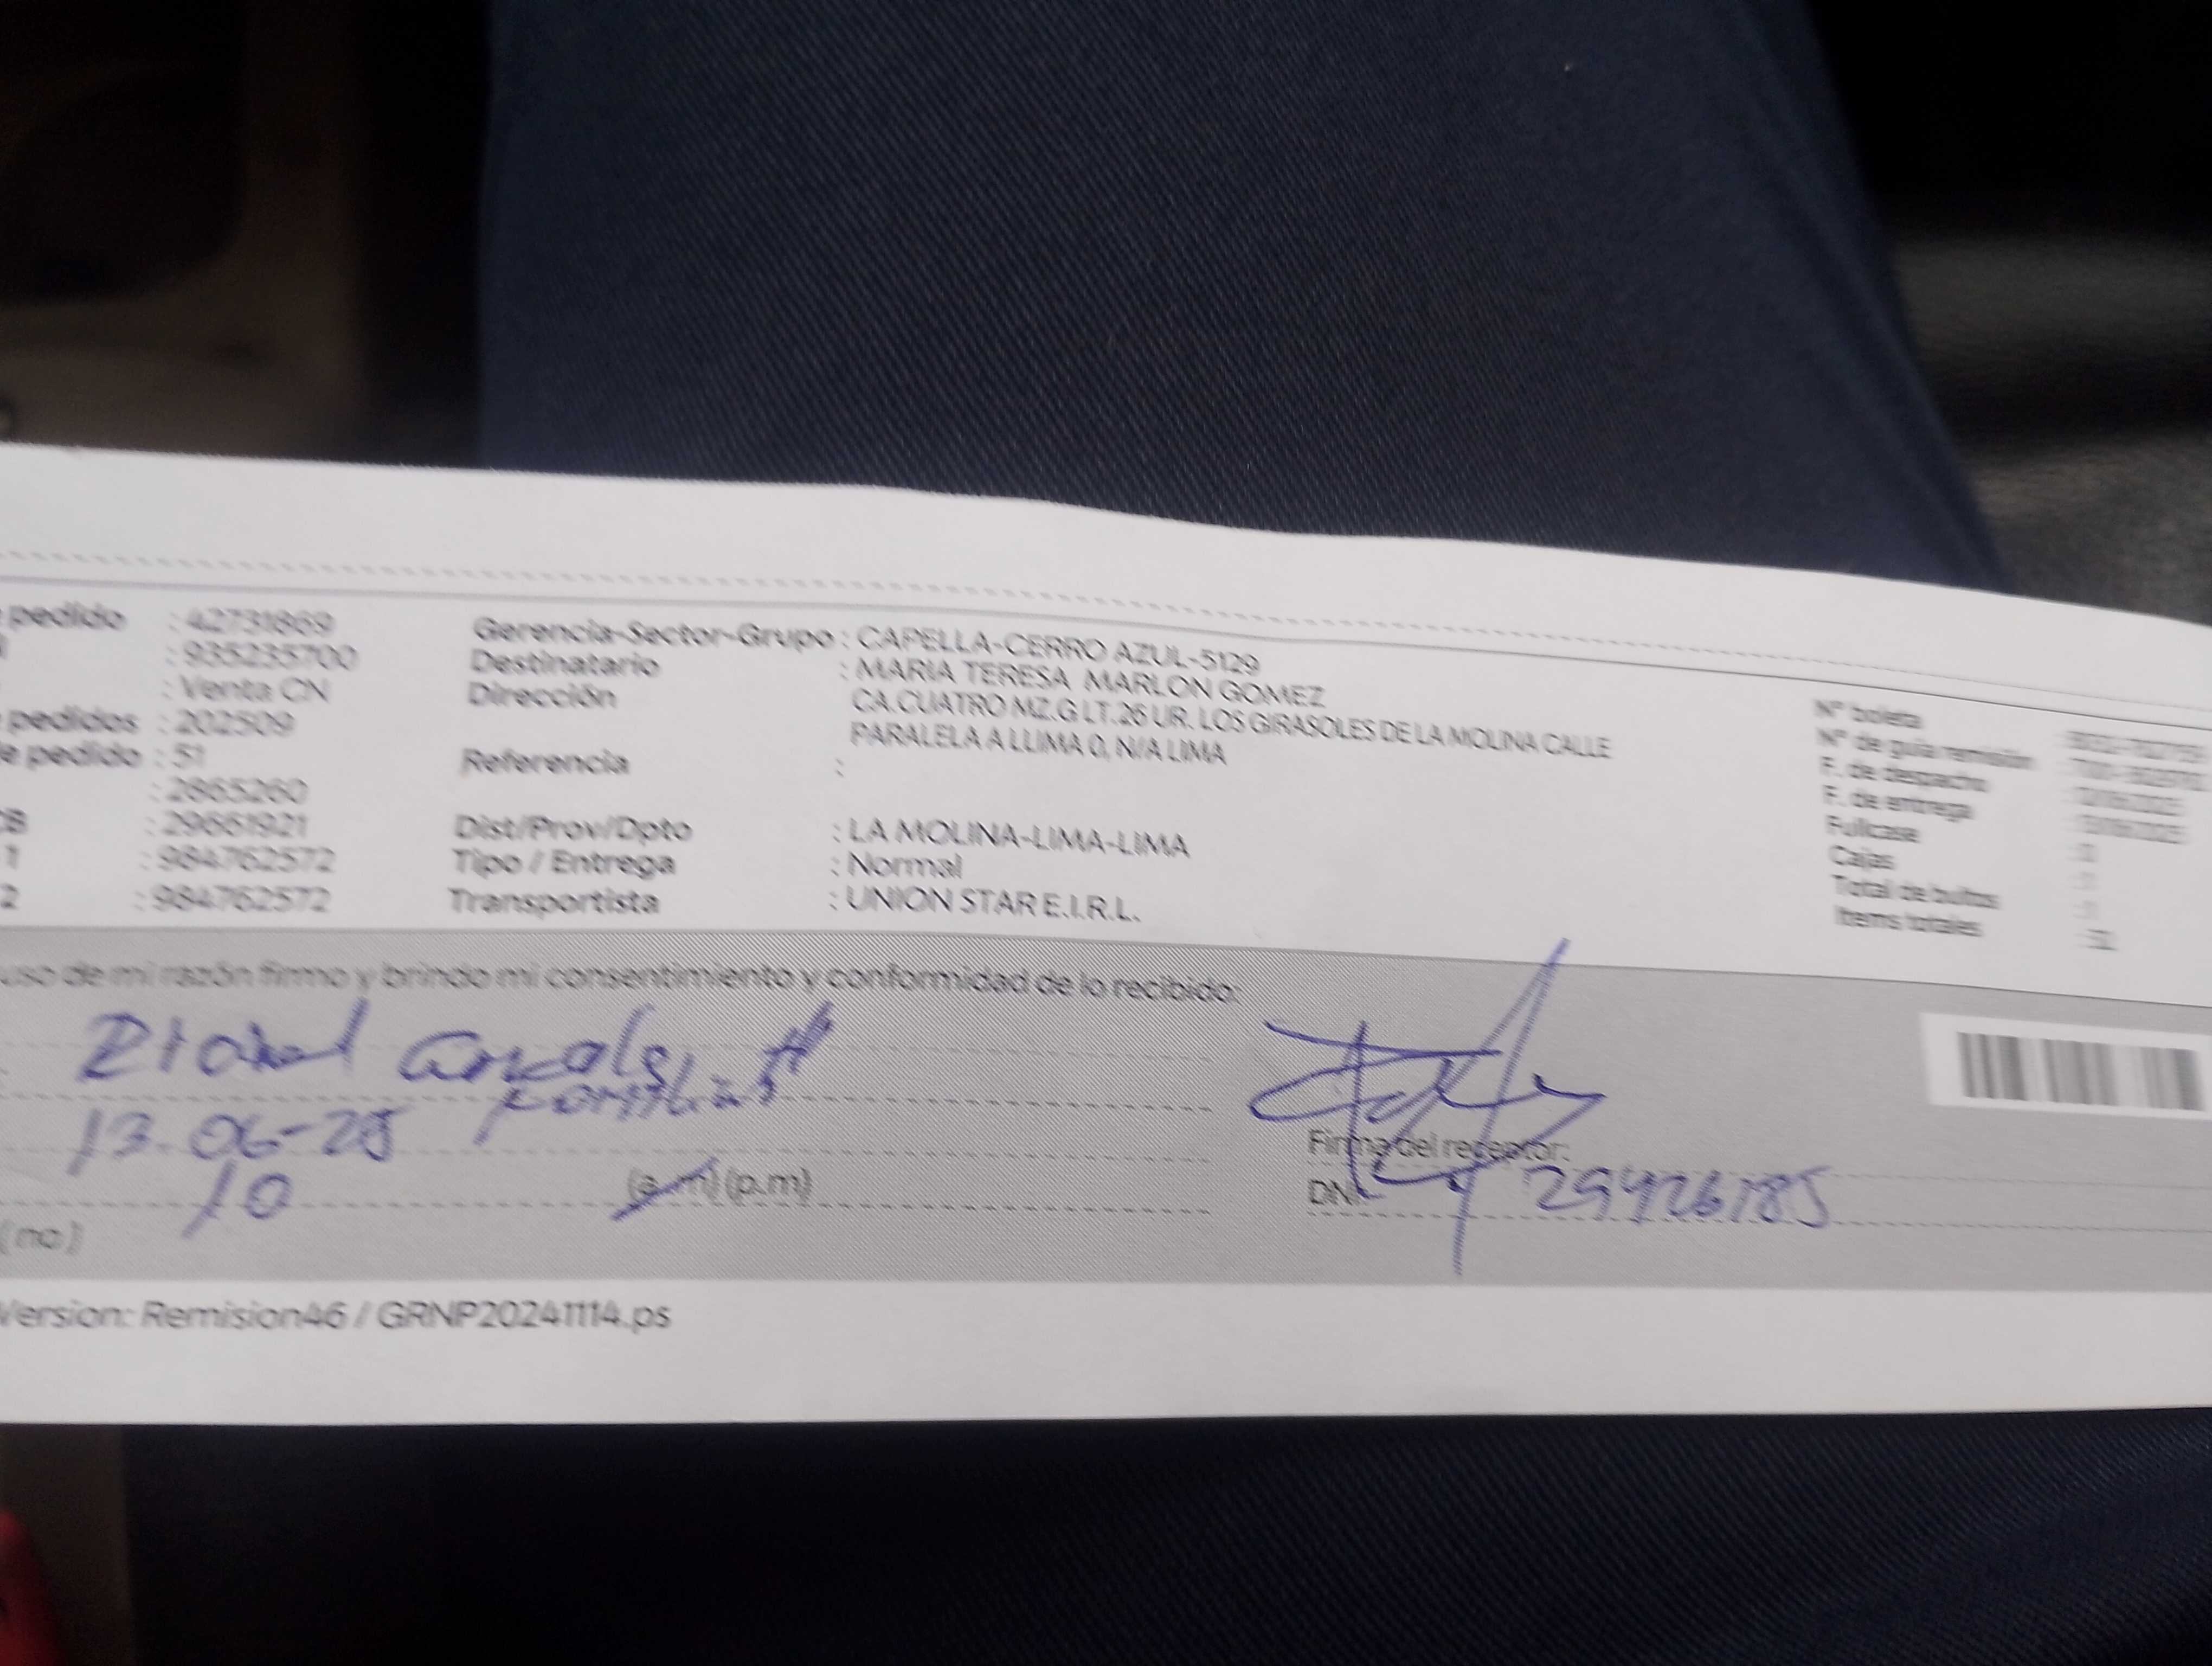 pedido : 42731869
: 935235700
: Venta CN
pedidos : 202509
e pedido : 51
: 2865260
CB : 29661921
1 : 984762572
2 : 984762572
Gerencia-Sector-Grupo : CAPELLA-CERRO AZUL-5129
Destinatario : MARIA TERESA MARLON GOMEZ
Dirección CA.CUATRO MZ.G LT.26 UR. LOS GIRASOLES DE LA MOLINA CALLE
PARALELA A LLIMA 0, N/A LIMA
Referencia :
Dist/Prov/Dpto : LA MOLINA-LIMA-LIMA
Tipo / Entrega : Normal
Transportista : UNION STAR E.I.R.L.
N° boleta
N° de guía remisión
F. de despacho
F. de entrega
Fullcase
Cajas
Total de bultos
Items totales
uso de mi razón firmo y brindo mi consentimiento y conformidad de lo recibido:
13-06-25
10 (a.m) (p.m)
(no)
Firma del receptor:
DNI: 29426185
Version: Remision46 / GRNP20241114.ps